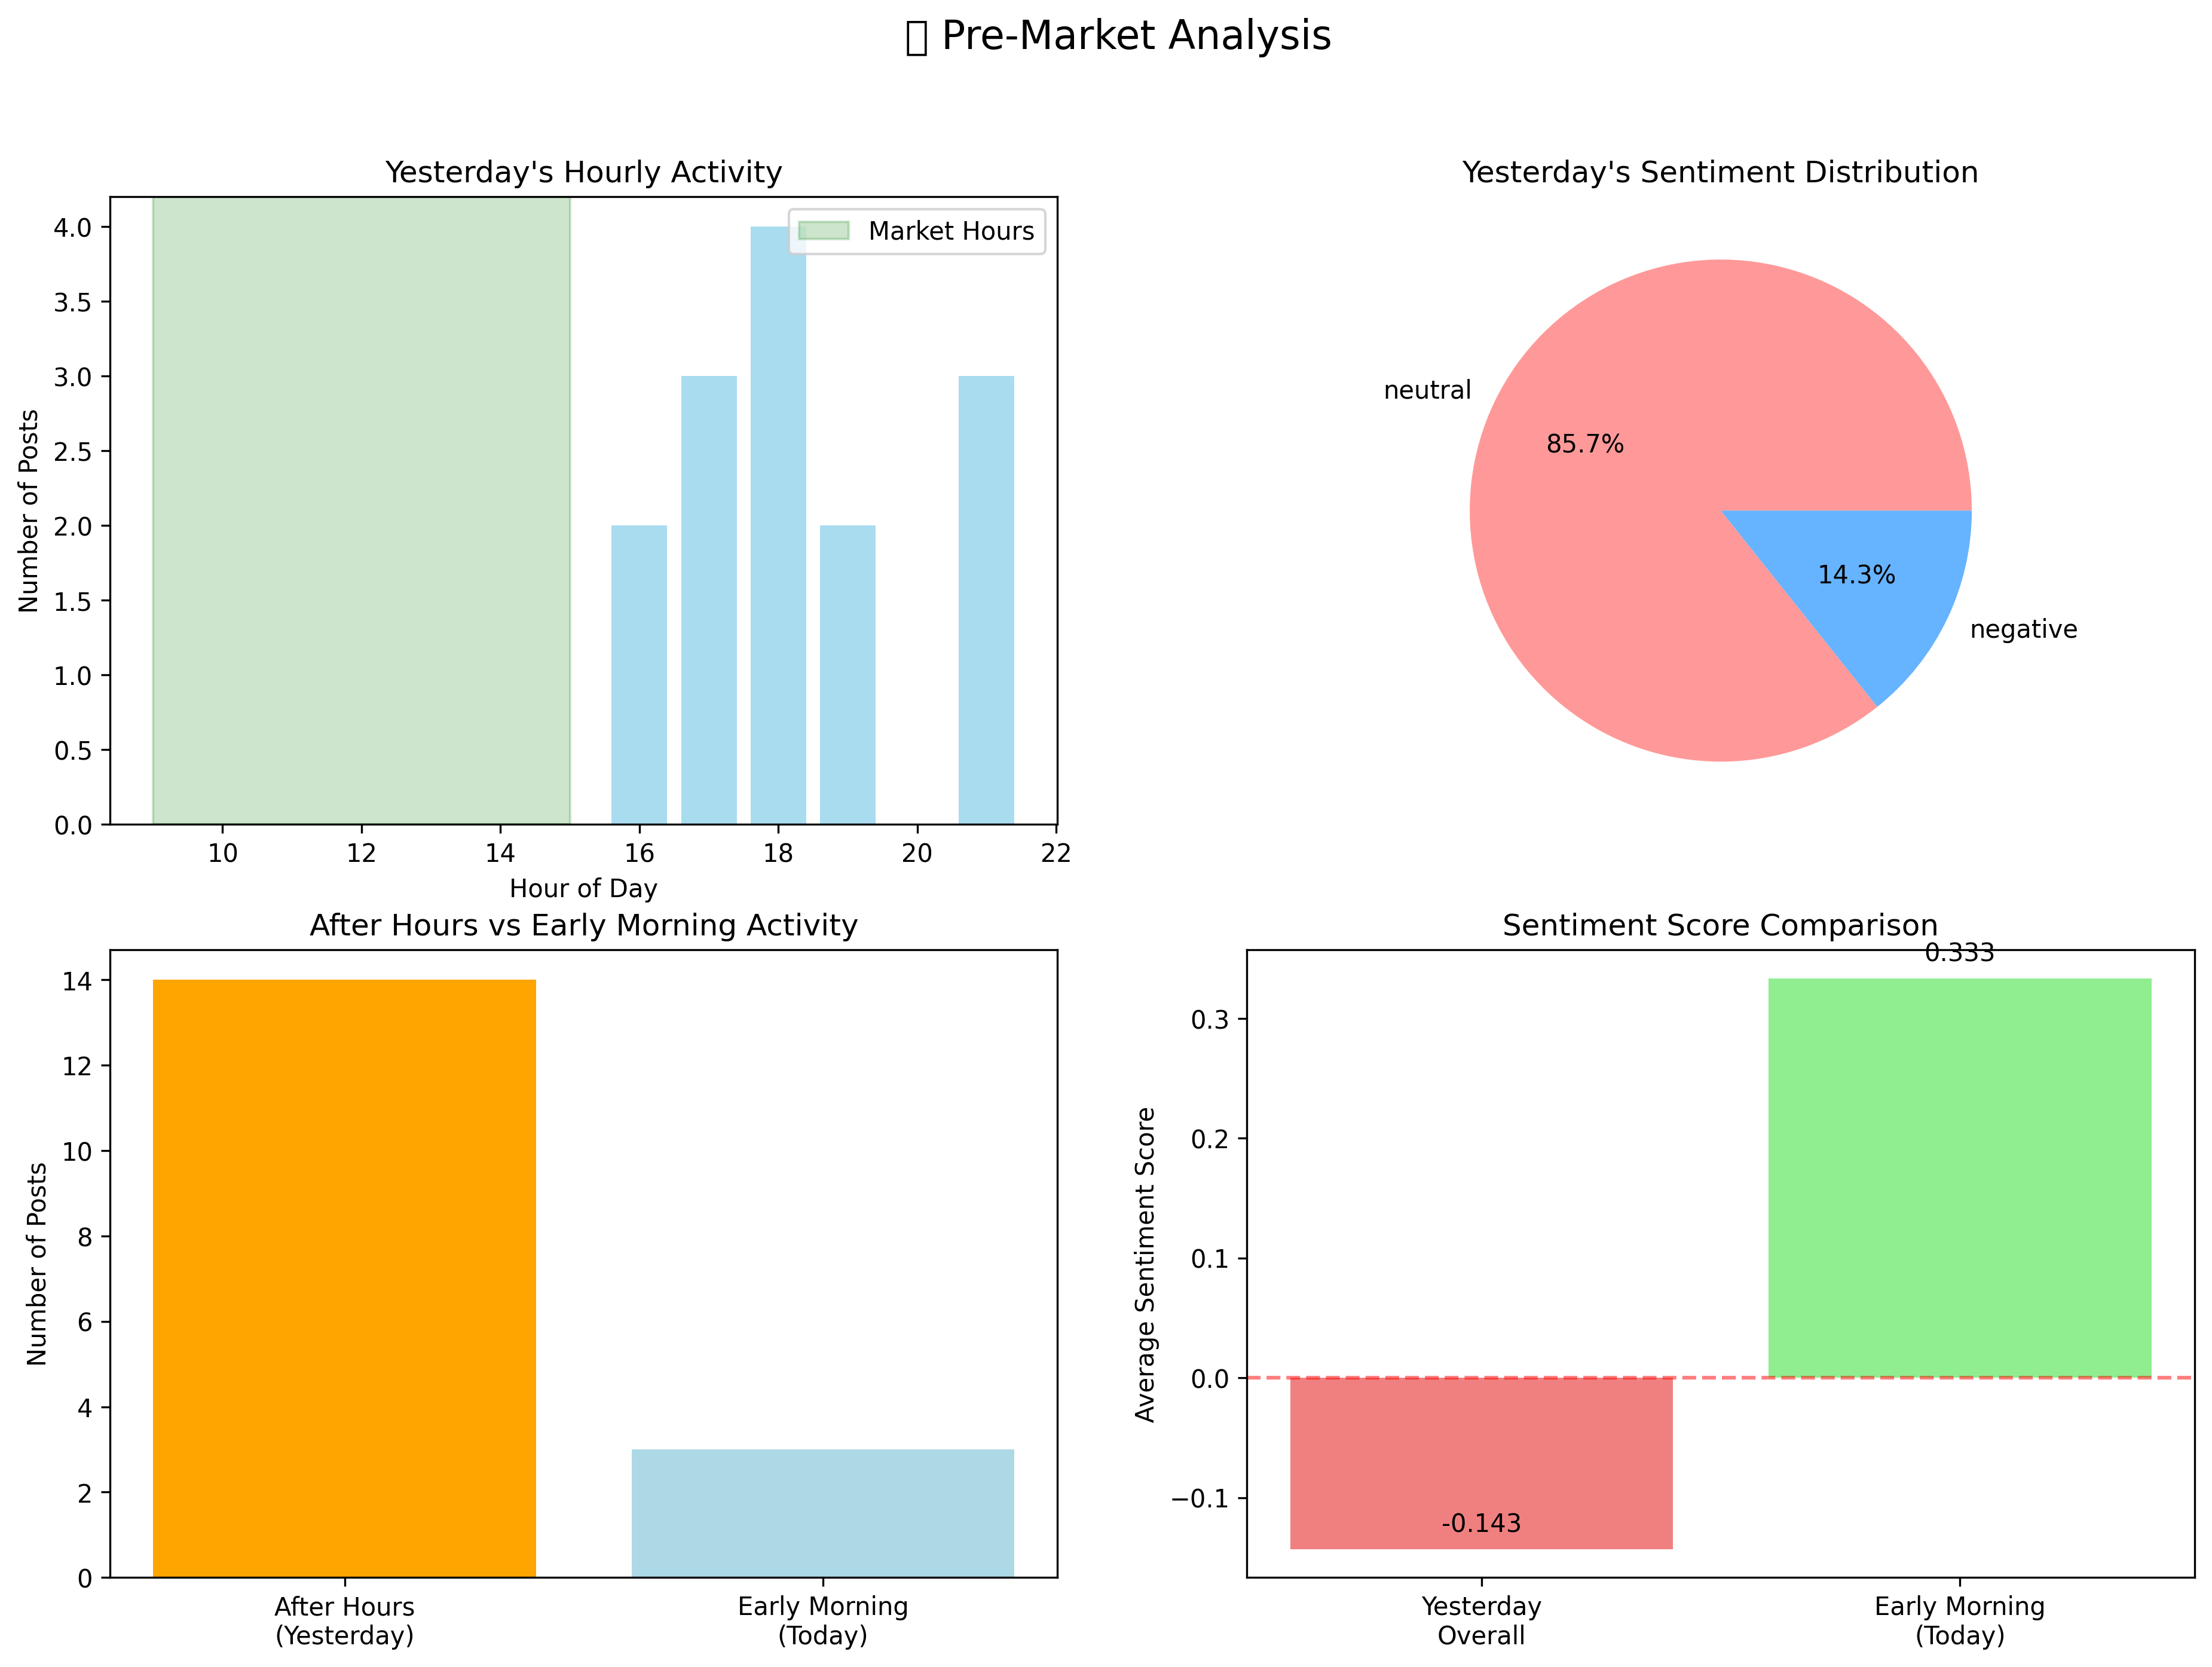 Pre-Market Analysis
Yesterday's Hourly Activity
Market Hours
Number of Posts
4.0
3.5
3.0
2.5
2.0
1.5
1.0
0.5
0.0
10 12 14 16 18 20 22
Hour of Day
Yesterday's Sentiment Distribution
neutral
85.7%
14.3%
negative
After Hours vs Early Morning Activity
Number of Posts
14
12
10
8
6
4
2
0
After Hours
(Yesterday)
Early Morning
(Today)
Sentiment Score Comparison
0.333
Average Sentiment Score
0.3
0.2
0.1
0.0
−0.1
-0.143
Yesterday
Overall
Early Morning
(Today)